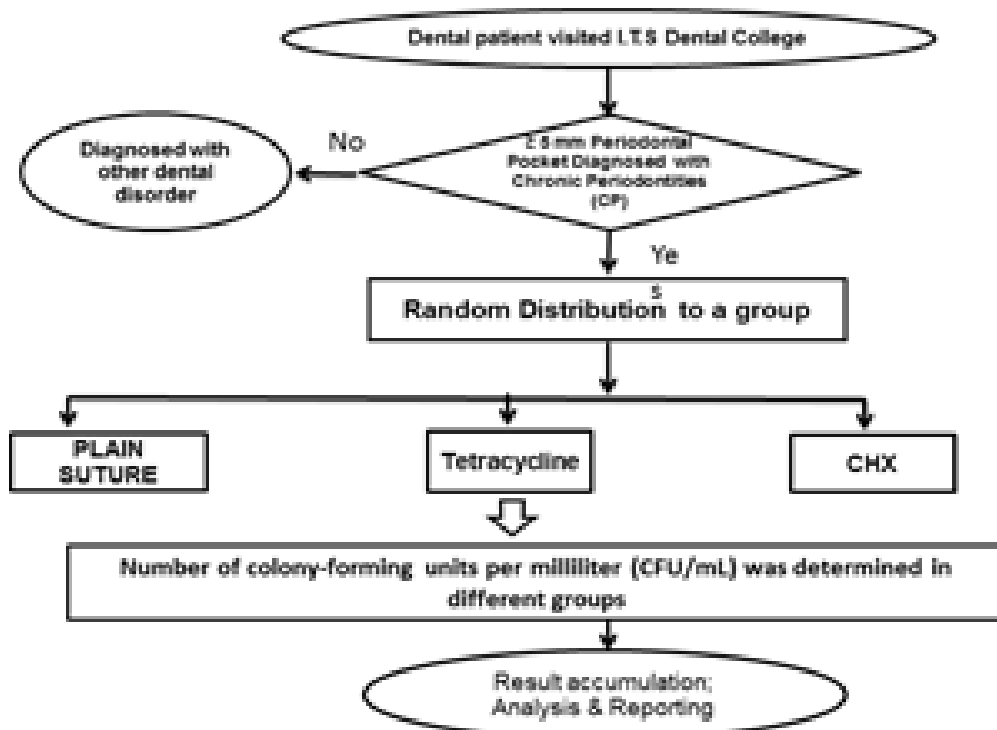 Dental patient visited I.T.S Dental College
No
Diagnosed with
other dental
disorder
5 mm Periodontal
Pocket Diagnosed with
Chronic Periodontities
(CP)
Ye
s
Random Distribution to a group
PLAIN
SUTURE
Tetracycline
CHX
Number of colony-forming units per milliliter (CFU/mL) was determined in
different groups
Result accumulation;
Analysis & Reporting